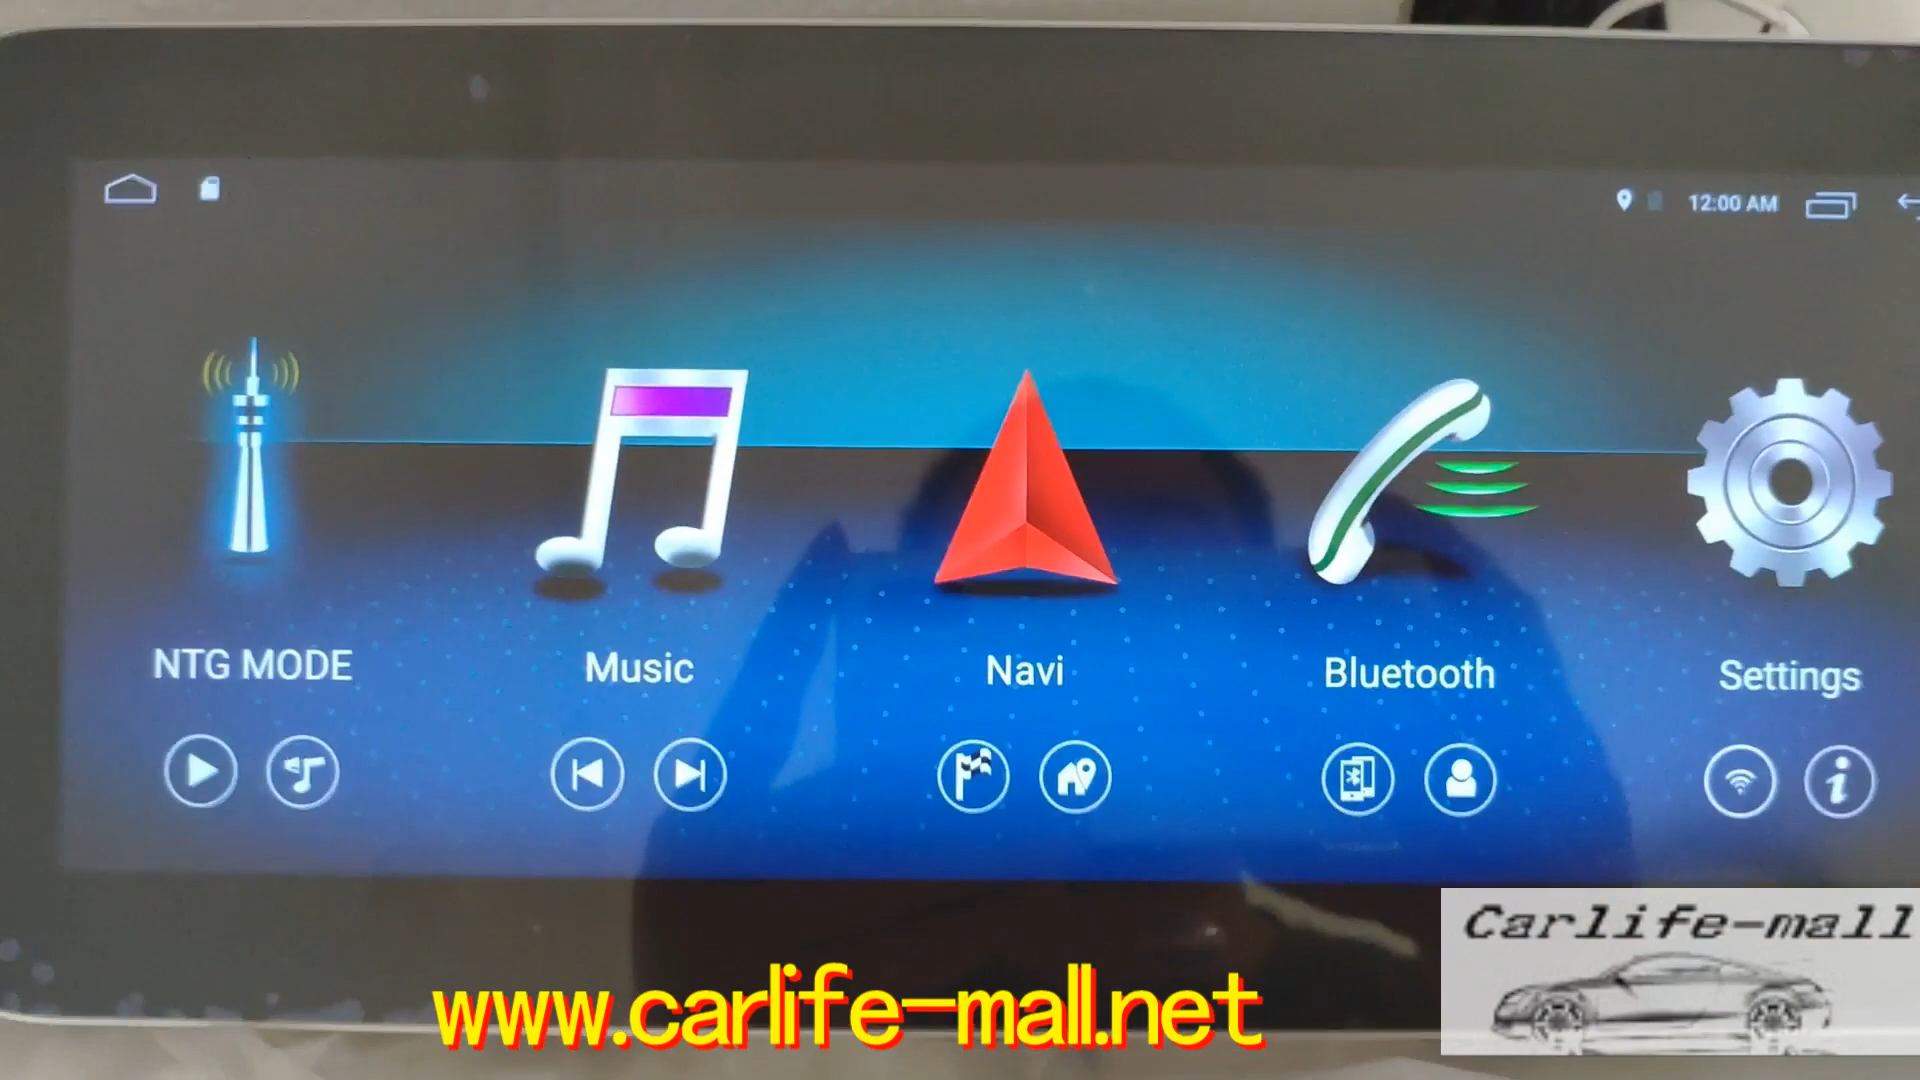 12:00 AM
NTG MODE
Music
Navi
Bluetooth
Settings
Carlife-mall
www.carlife-mall.net